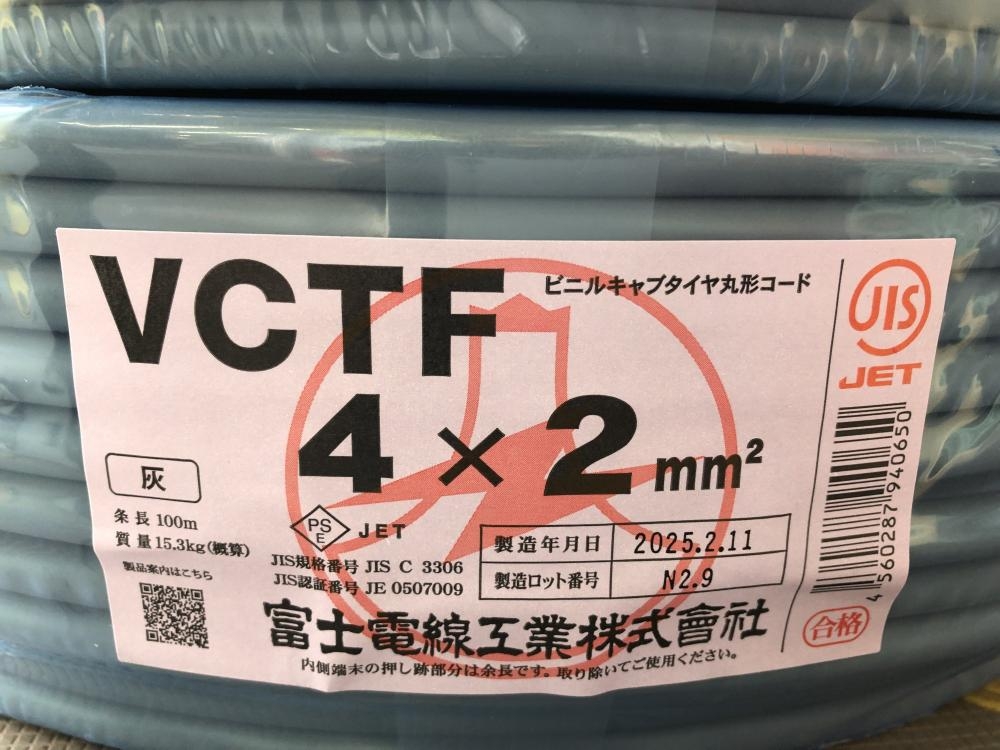 VCTF
ビニルキャブタイヤ丸形コード
4×2mm²
灰
条長 100m
質量 15.3kg(概算)
製品案内はこちら
PS
E
JET
JIS規格番号 JIS C 3306
JIS認証番号 JE 0507009
製造年月日 2025.2.11
製造ロット番号 N2.9
富士電線工業株式會社
内側端末の押し跡部分は余長です。取り除いてご使用ください。
JIS
JET
4560287940650
合格